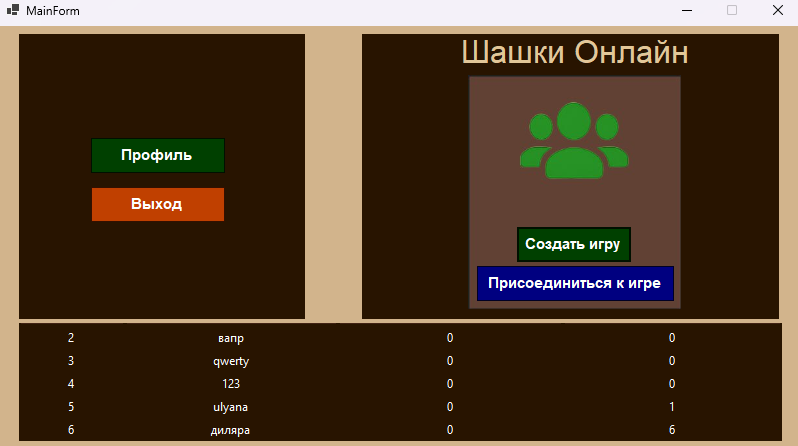 MainForm
Шашки Онлайн
Профиль
Выход
Создать игру
Присоединиться к игре
2 вапр 0 0
3 qwerty 0 0
4 123 0 0
5 ulyana 0 1
6 диляра 0 6